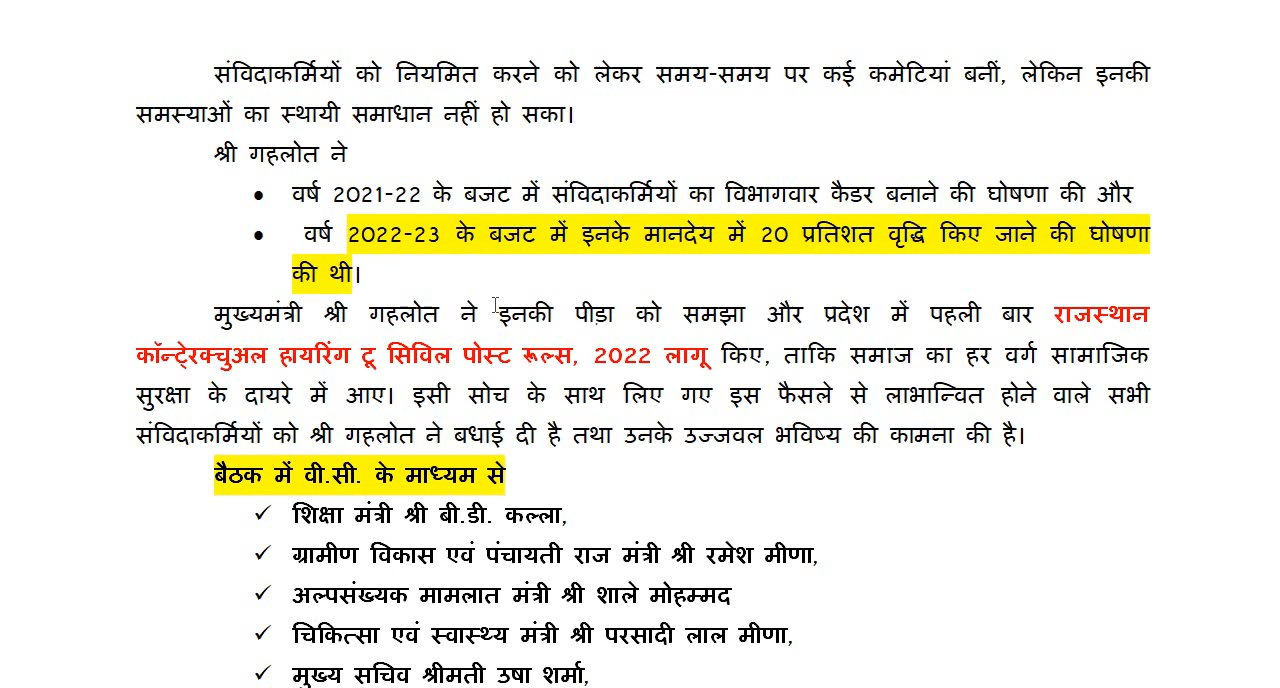 संविदाकर्मियों को नियमित करने को लेकर समय-समय पर कई कमेटियां बनीं, लेकिन इनकी
समस्याओं का स्थायी समाधान नहीं हो सका।
श्री गहलोत ने
• वर्ष 2021-22 के बजट में संविदाकर्मियों का विभागवार कैडर बनाने की घोषणा की और
• वर्ष 2022-23 के बजट में इनके मानदेय में 20 प्रतिशत वृद्धि किए जाने की घोषणा
की थी।
मुख्यमंत्री श्री गहलोत ने इनकी पीड़ा को समझा और प्रदेश में पहली बार राजस्थान
कॉन्टे्रक्चुअल हायरिंग टू सिविल पोस्ट रूल्स, 2022 लागू किए, ताकि समाज का हर वर्ग सामाजिक
सुरक्षा के दायरे में आए। इसी सोच के साथ लिए गए इस फैसले से लाभान्वित होने वाले सभी
संविदाकर्मियों को श्री गहलोत ने बधाई दी है तथा उनके उज्जवल भविष्य की कामना की है।
बैठक में वी.सी. के माध्यम से
✓ शिक्षा मंत्री श्री बी.डी. कल्ला,
✓ ग्रामीण विकास एवं पंचायती राज मंत्री श्री रमेश मीणा,
✓ अल्पसंख्यक मामलात मंत्री श्री शाले मोहम्मद
✓ चिकित्सा एवं स्वास्थ्य मंत्री श्री परसादी लाल मीणा,
✓ मुख्य सचिव श्रीमती उषा शर्मा,